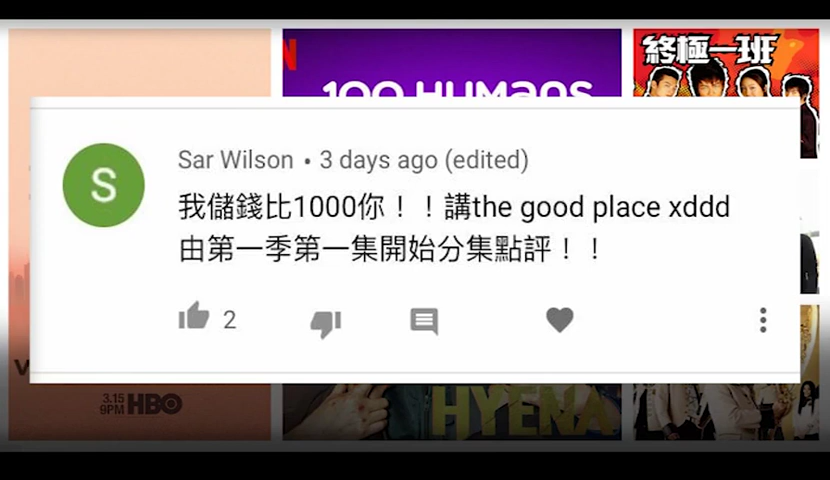 100 HUMANS
終極一班
Sar Wilson • 3 days ago (edited)
我儲錢比1000你！！講the good place xddd
由第一季第一集開始分集點評！！
2
3.15
9PM HBO
HYENA